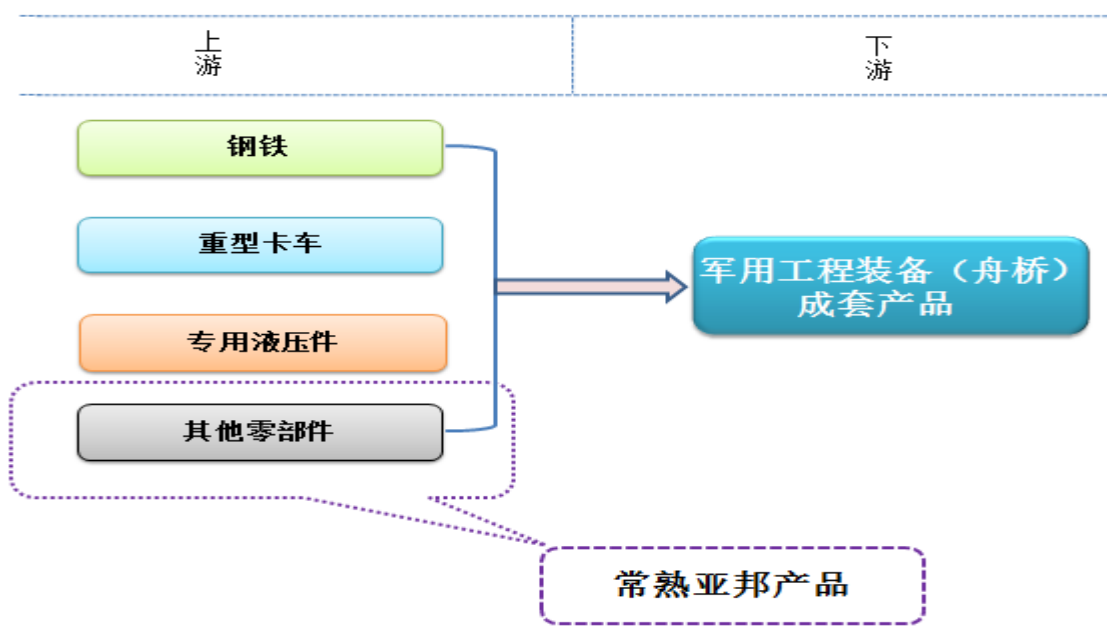 上游
下游
钢铁
重型卡车
专用液压件
其他零部件
军用工程装备（舟桥）
成套产品
常熟亚邦产品